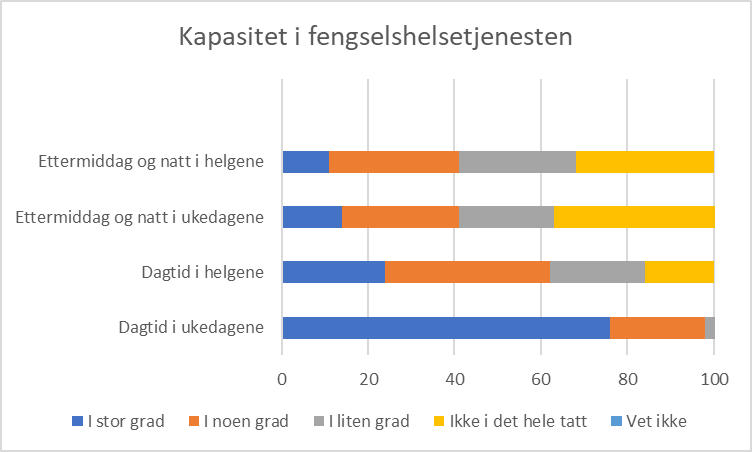 Kapasitet i fengselshelsetjenesten
Ettermiddag og natt i helgene
Ettermiddag og natt i ukedagene
Dagtid i helgene
Dagtid i ukedagene
0 20 40 60 80 100
I stor grad I noen grad I liten grad Ikke i det hele tatt Vet ikke